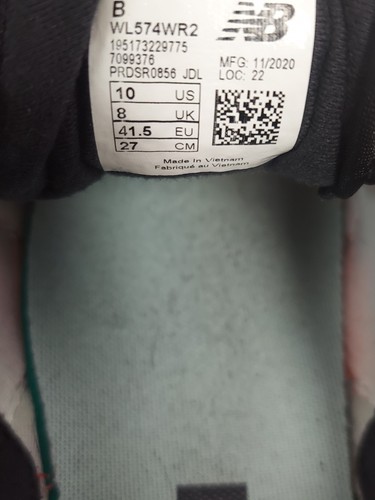 B
WL574WR2
195173229775
7099376
PRDSR0856 JDL
NB
MFG: 11/2020
LOC: 22
10 US
8 UK
41.5 EU
27 CM
Made In Vietnam
Fabriqué au Vietnam